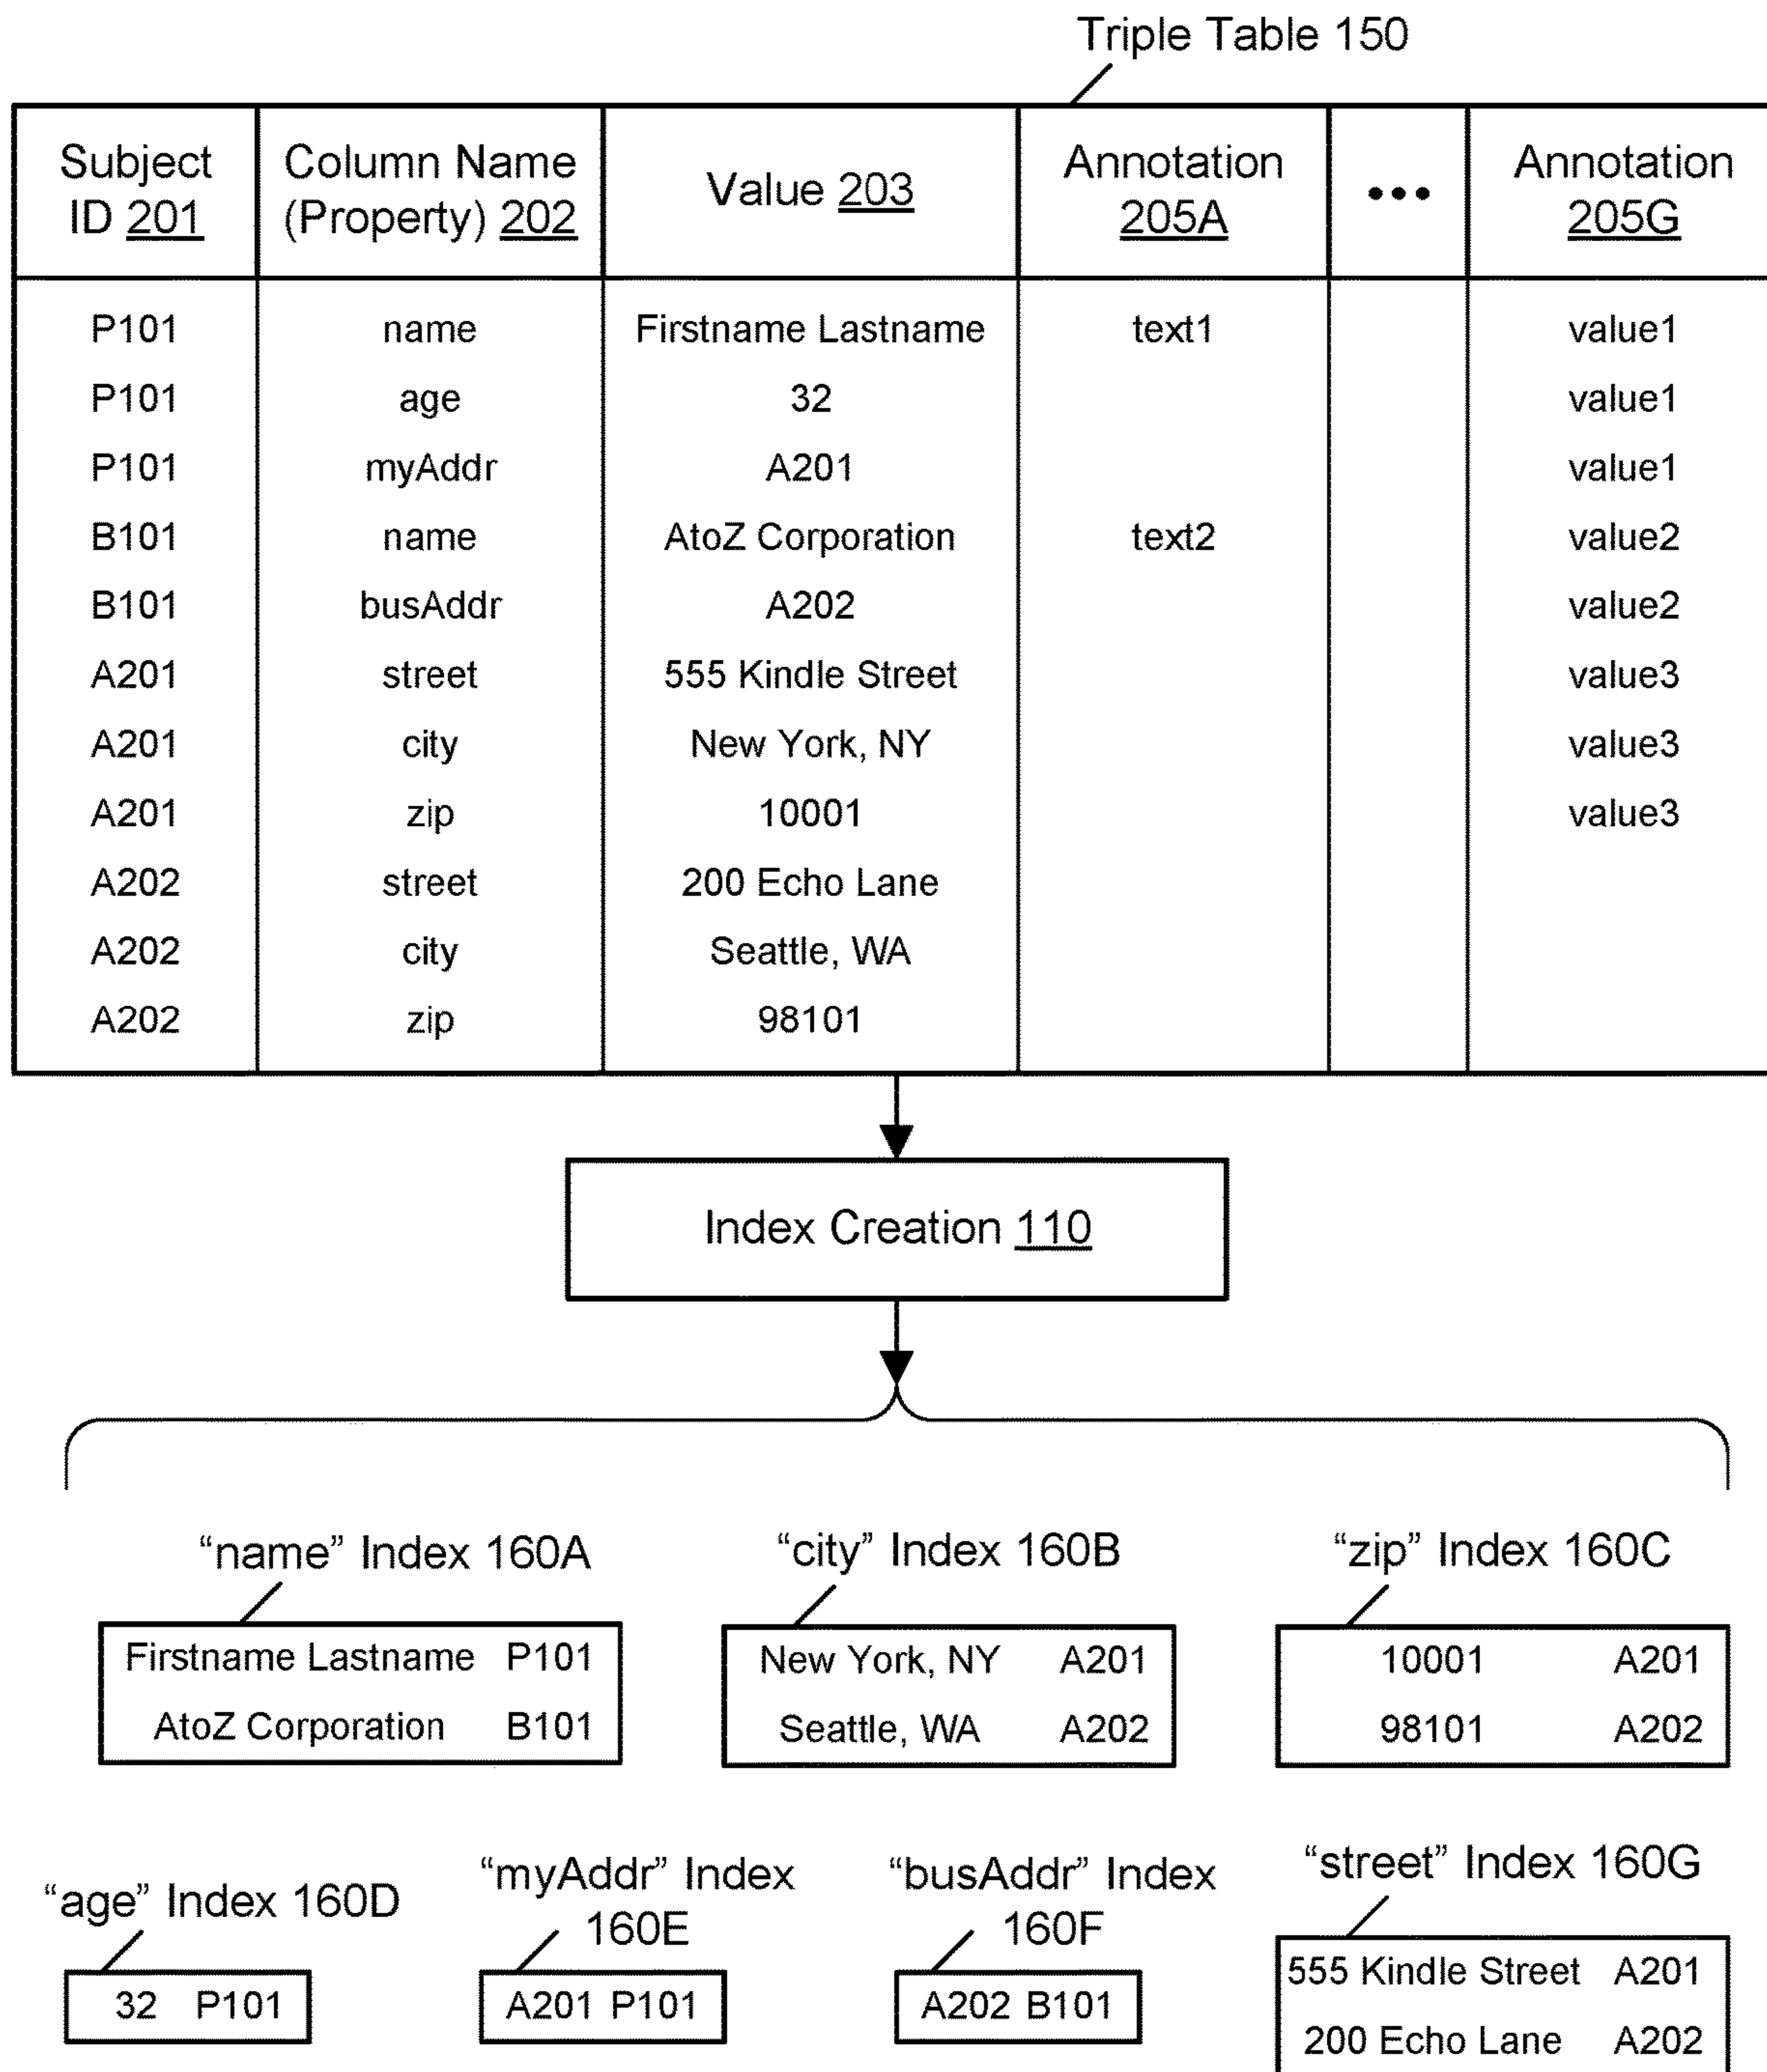 Triple Table 150
Subject ID 201 Column Name (Property) 202 Value 203 Annotation 205A ••• Annotation 205G
P101 name Firstname Lastname text1 value1
P101 age 32 value1
P101 myAddr A201 value1
B101 name AtoZ Corporation text2 value2
B101 busAddr A202 value2
A201 street 555 Kindle Street value3
A201 city New York, NY value3
A201 zip 10001 value3
A202 street 200 Echo Lane
A202 city Seattle, WA
A202 zip 98101
Index Creation 110
“name” Index 160A
Firstname Lastname P101
AtoZ Corporation B101
“city” Index 160B
New York, NY A201
Seattle, WA A202
“zip” Index 160C
10001 A201
98101 A202
“age” Index 160D
32 P101
“myAddr” Index
160E
A201 P101
“busAddr” Index
160F
A202 B101
“street” Index 160G
555 Kindle Street A201
200 Echo Lane A202